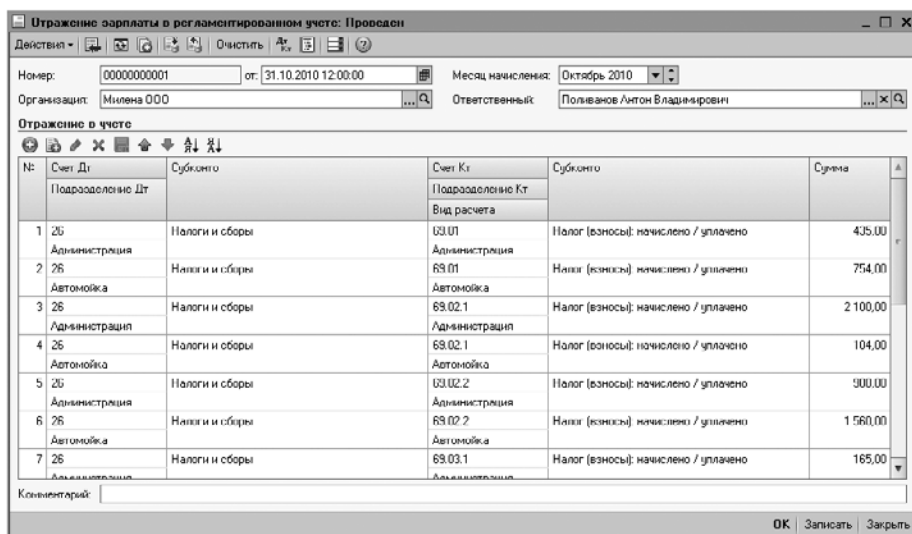 Отражение зарплаты в регламентированном учете: Проведен
Действия Очистить
Номер: 00000000001 от: 31.10.2010 12:00:00 Месяц начисления: Октябрь 2010
Организация: Милена ООО ... Ответственный: Поливанов Антон Владимирович ...
Отражение в учете
№ Счет Дт Субконто Счет Кт Субконто Сумма
Подразделение Дт Подразделение Кт
Вид расчета
1 26 Налоги и сборы 69.01 Налог (взносы): начислено / уплачено 435,00
Администрация Администрация
2 26 Налоги и сборы 69.01 Налог (взносы): начислено / уплачено 754,00
Автомойка Автомойка
3 26 Налоги и сборы 69.02.1 Налог (взносы): начислено / уплачено 2 100,00
Администрация Администрация
4 26 Налоги и сборы 69.02.1 Налог (взносы): начислено / уплачено 104,00
Автомойка Автомойка
5 26 Налоги и сборы 69.02.2 Налог (взносы): начислено / уплачено 900,00
Администрация Администрация
6 26 Налоги и сборы 69.02.2 Налог (взносы): начислено / уплачено 1 560,00
Автомойка Автомойка
7 26 Налоги и сборы 69.03.1 Налог (взносы): начислено / уплачено 165,00
Администрация Администрация
Комментарий:
OK Записать Закрыть